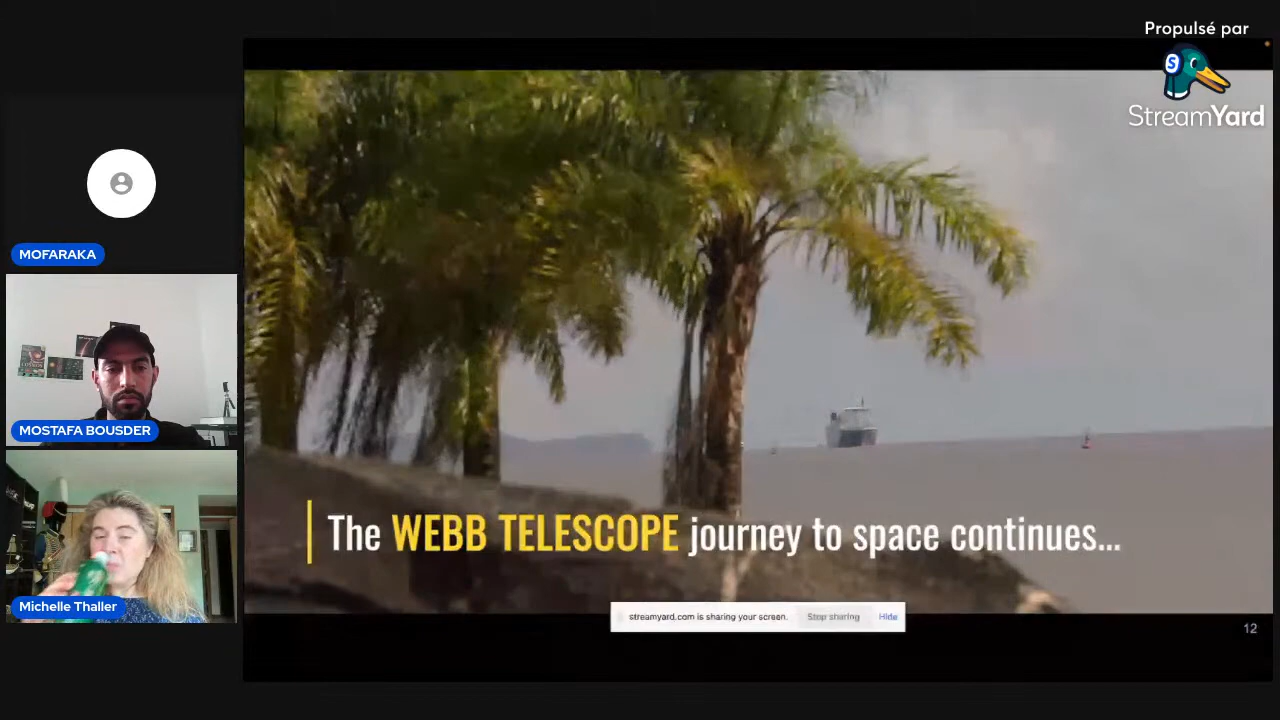 Propulsé par
StreamYard
MOFARAKA
MOSTAFA BOUSDER
Michelle Thaller
The WEBB TELESCOPE journey to space continues...
streamyard.com is sharing your screen. Stop sharing Hide
12